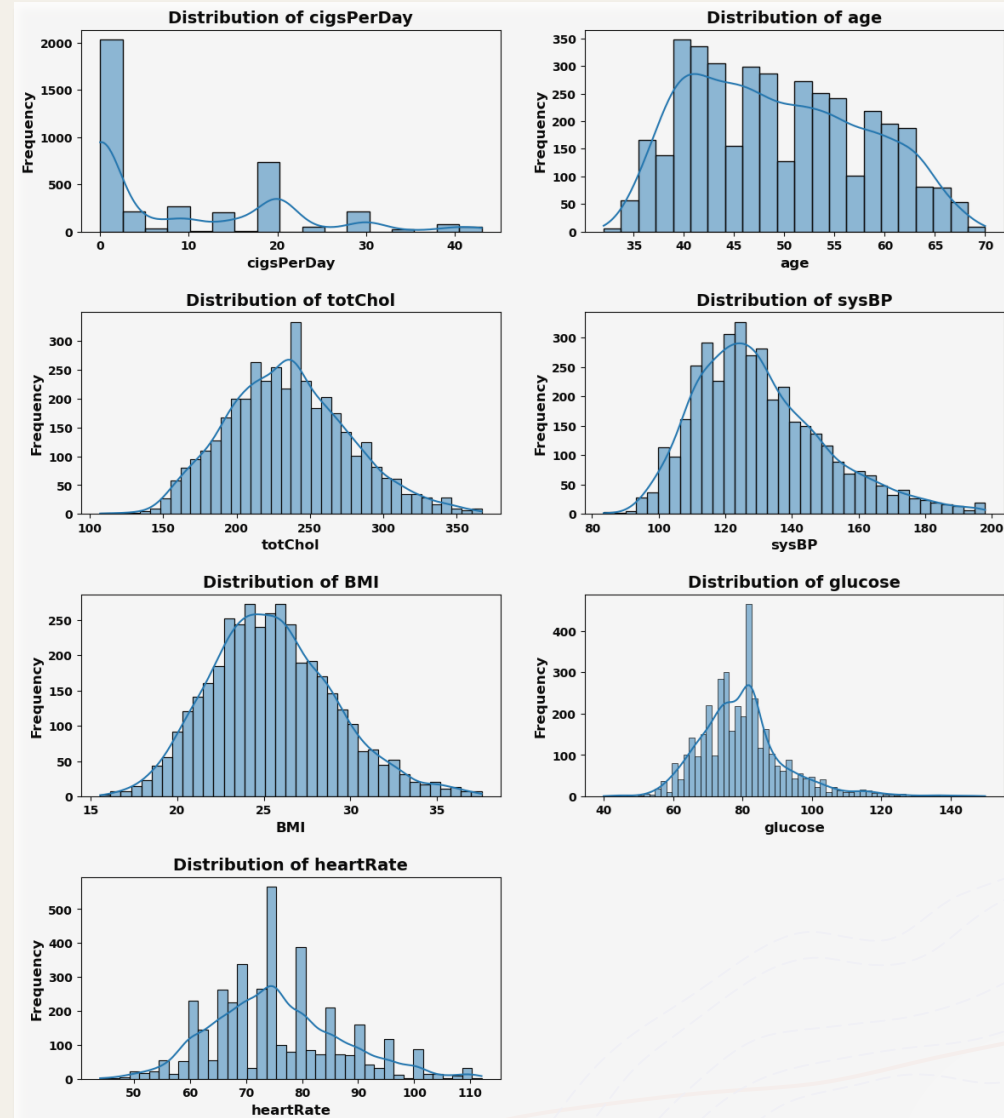 Distribution of cigsPerDay
2000
1500
1000
500
0
Frequency
0 10 20 30 40
cigsPerDay
Distribution of age
350
300
250
200
150
100
50
0
Frequency
35 40 45 50 55 60 65 70
age
Distribution of totChol
300
250
200
150
100
50
0
Frequency
100 150 200 250 300 350
totChol
Distribution of sysBP
300
250
200
150
100
50
0
Frequency
80 100 120 140 160 180 200
sysBP
Distribution of BMI
250
200
150
100
50
0
Frequency
15 20 25 30 35
BMI
Distribution of glucose
400
300
200
100
0
Frequency
40 60 80 100 120 140
glucose
Distribution of heartRate
500
400
300
200
100
0
Frequency
50 60 70 80 90 100 110
heartRate